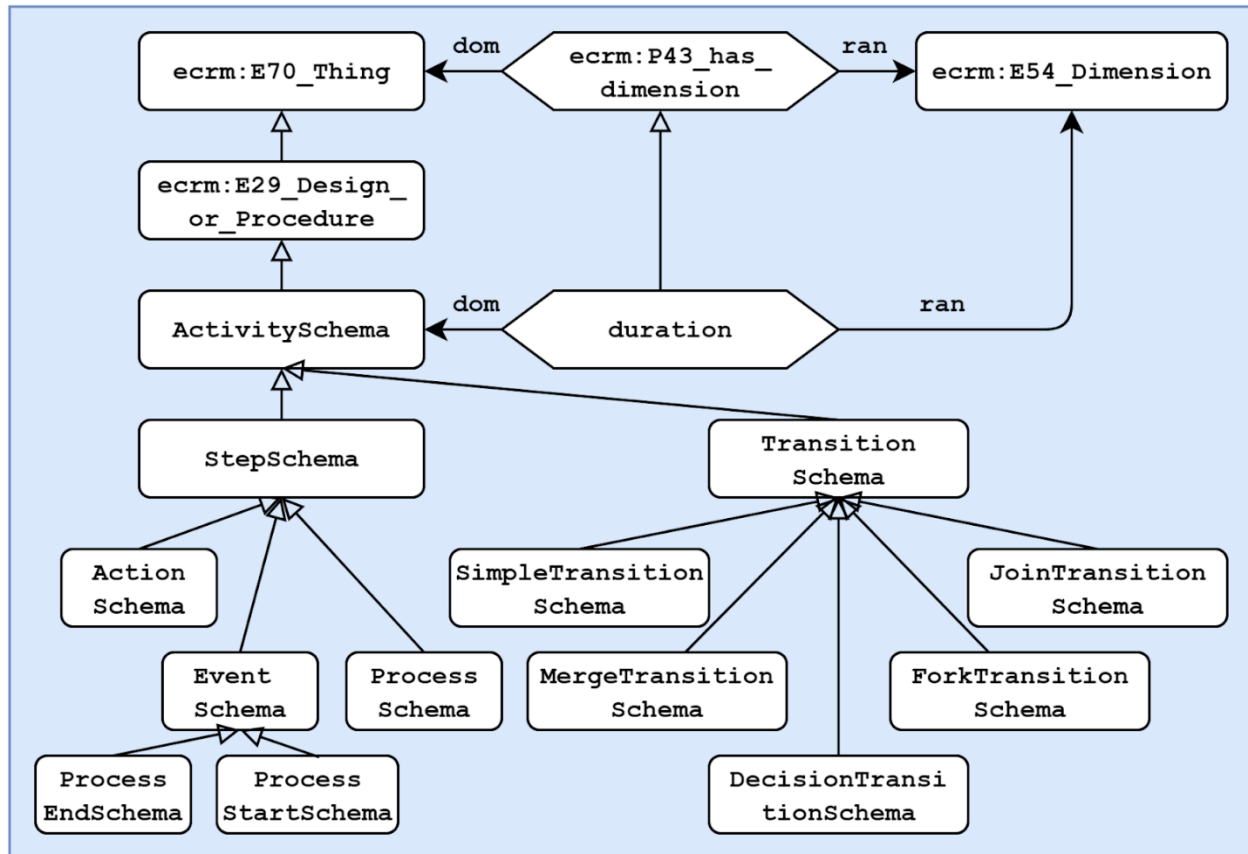 dom
ran
ecrm:E70_Thing
ecrm:P43_has_
dimension
ecrm:E54_Dimension
ecrm:E29_Design_
or_Procedure
dom
ran
ActivitySchema
duration
StepSchema
Transition
Schema
Action
Schema
SimpleTransition
Schema
JoinTransition
Schema
Event
Schema
Process
Schema
MergeTransition
Schema
ForkTransition
Schema
Process
EndSchema
Process
StartSchema
DecisionTransi
tionSchema